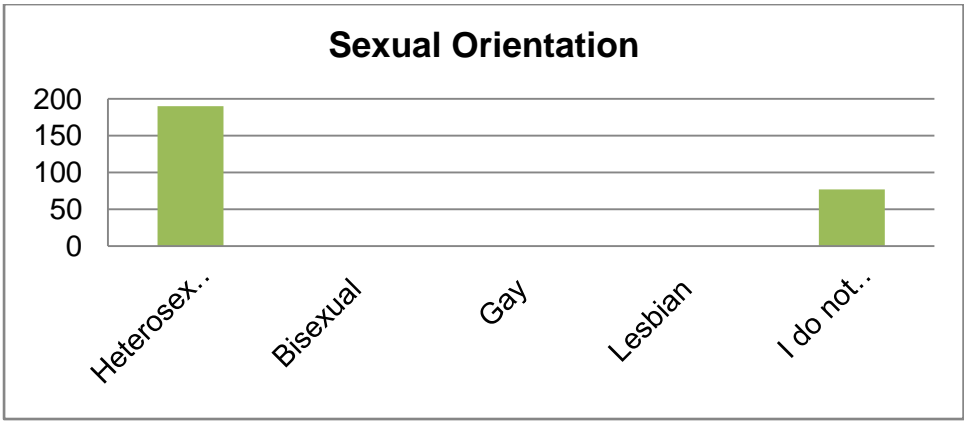 Sexual Orientation
200
150
100
50
0
Heterosex..
Bisexual
Gay
Lesbian
I do not..